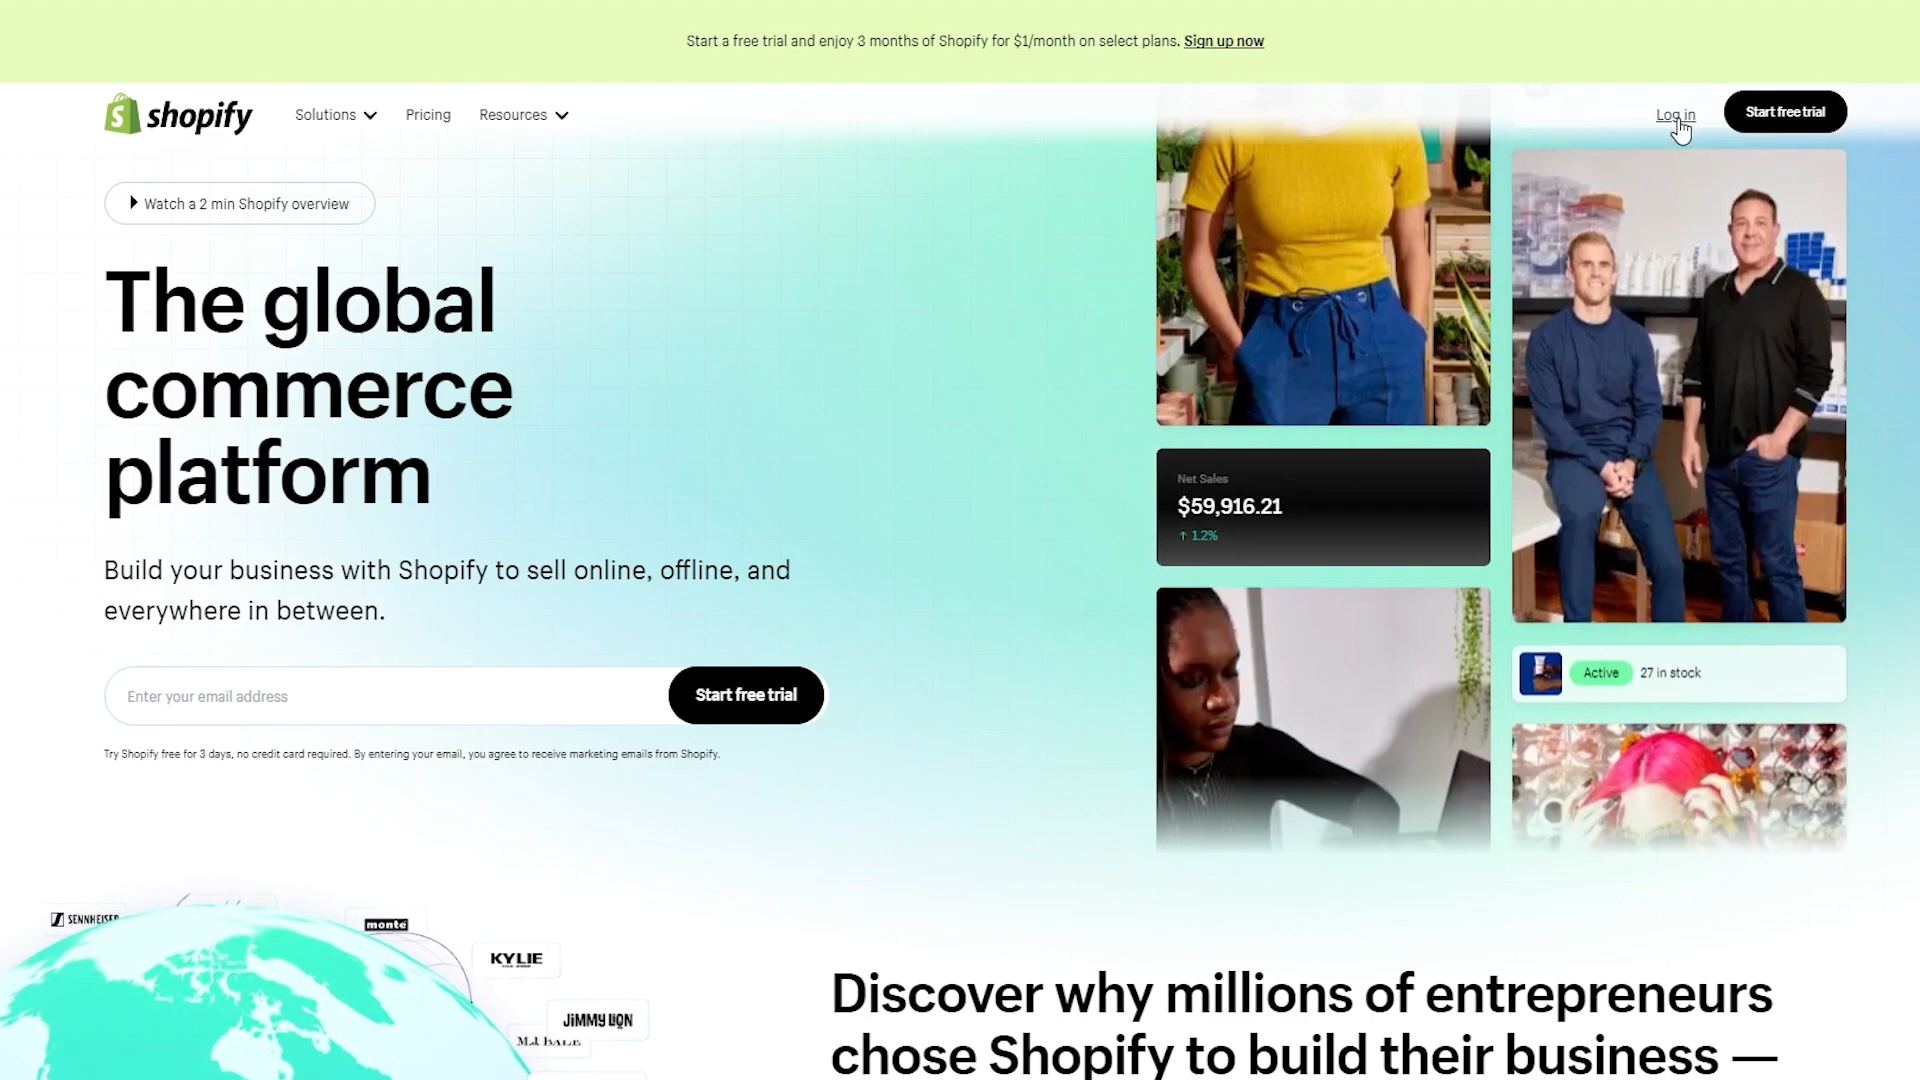 Start a free trial and enjoy 3 months of Shopify for $1/month on select plans. Sign up now
shopify
Solutions
Pricing
Resources
Log in
Start free trial
Watch a 2 min Shopify overview
The global
commerce
platform
Build your business with Shopify to sell online, offline, and
everywhere in between.
Enter your email address
Start free trial
Try Shopify free for 3 days, no credit card required. By entering your email, you agree to receive marketing emails from Shopify.
Net Sales
$59,916.21
↑ 1.2%
Active
27 in stock
SENNHEISER
monte
KYLIE
JIMMY LION
M.J. BALE
Discover why millions of entrepreneurs
chose Shopify to build their business —